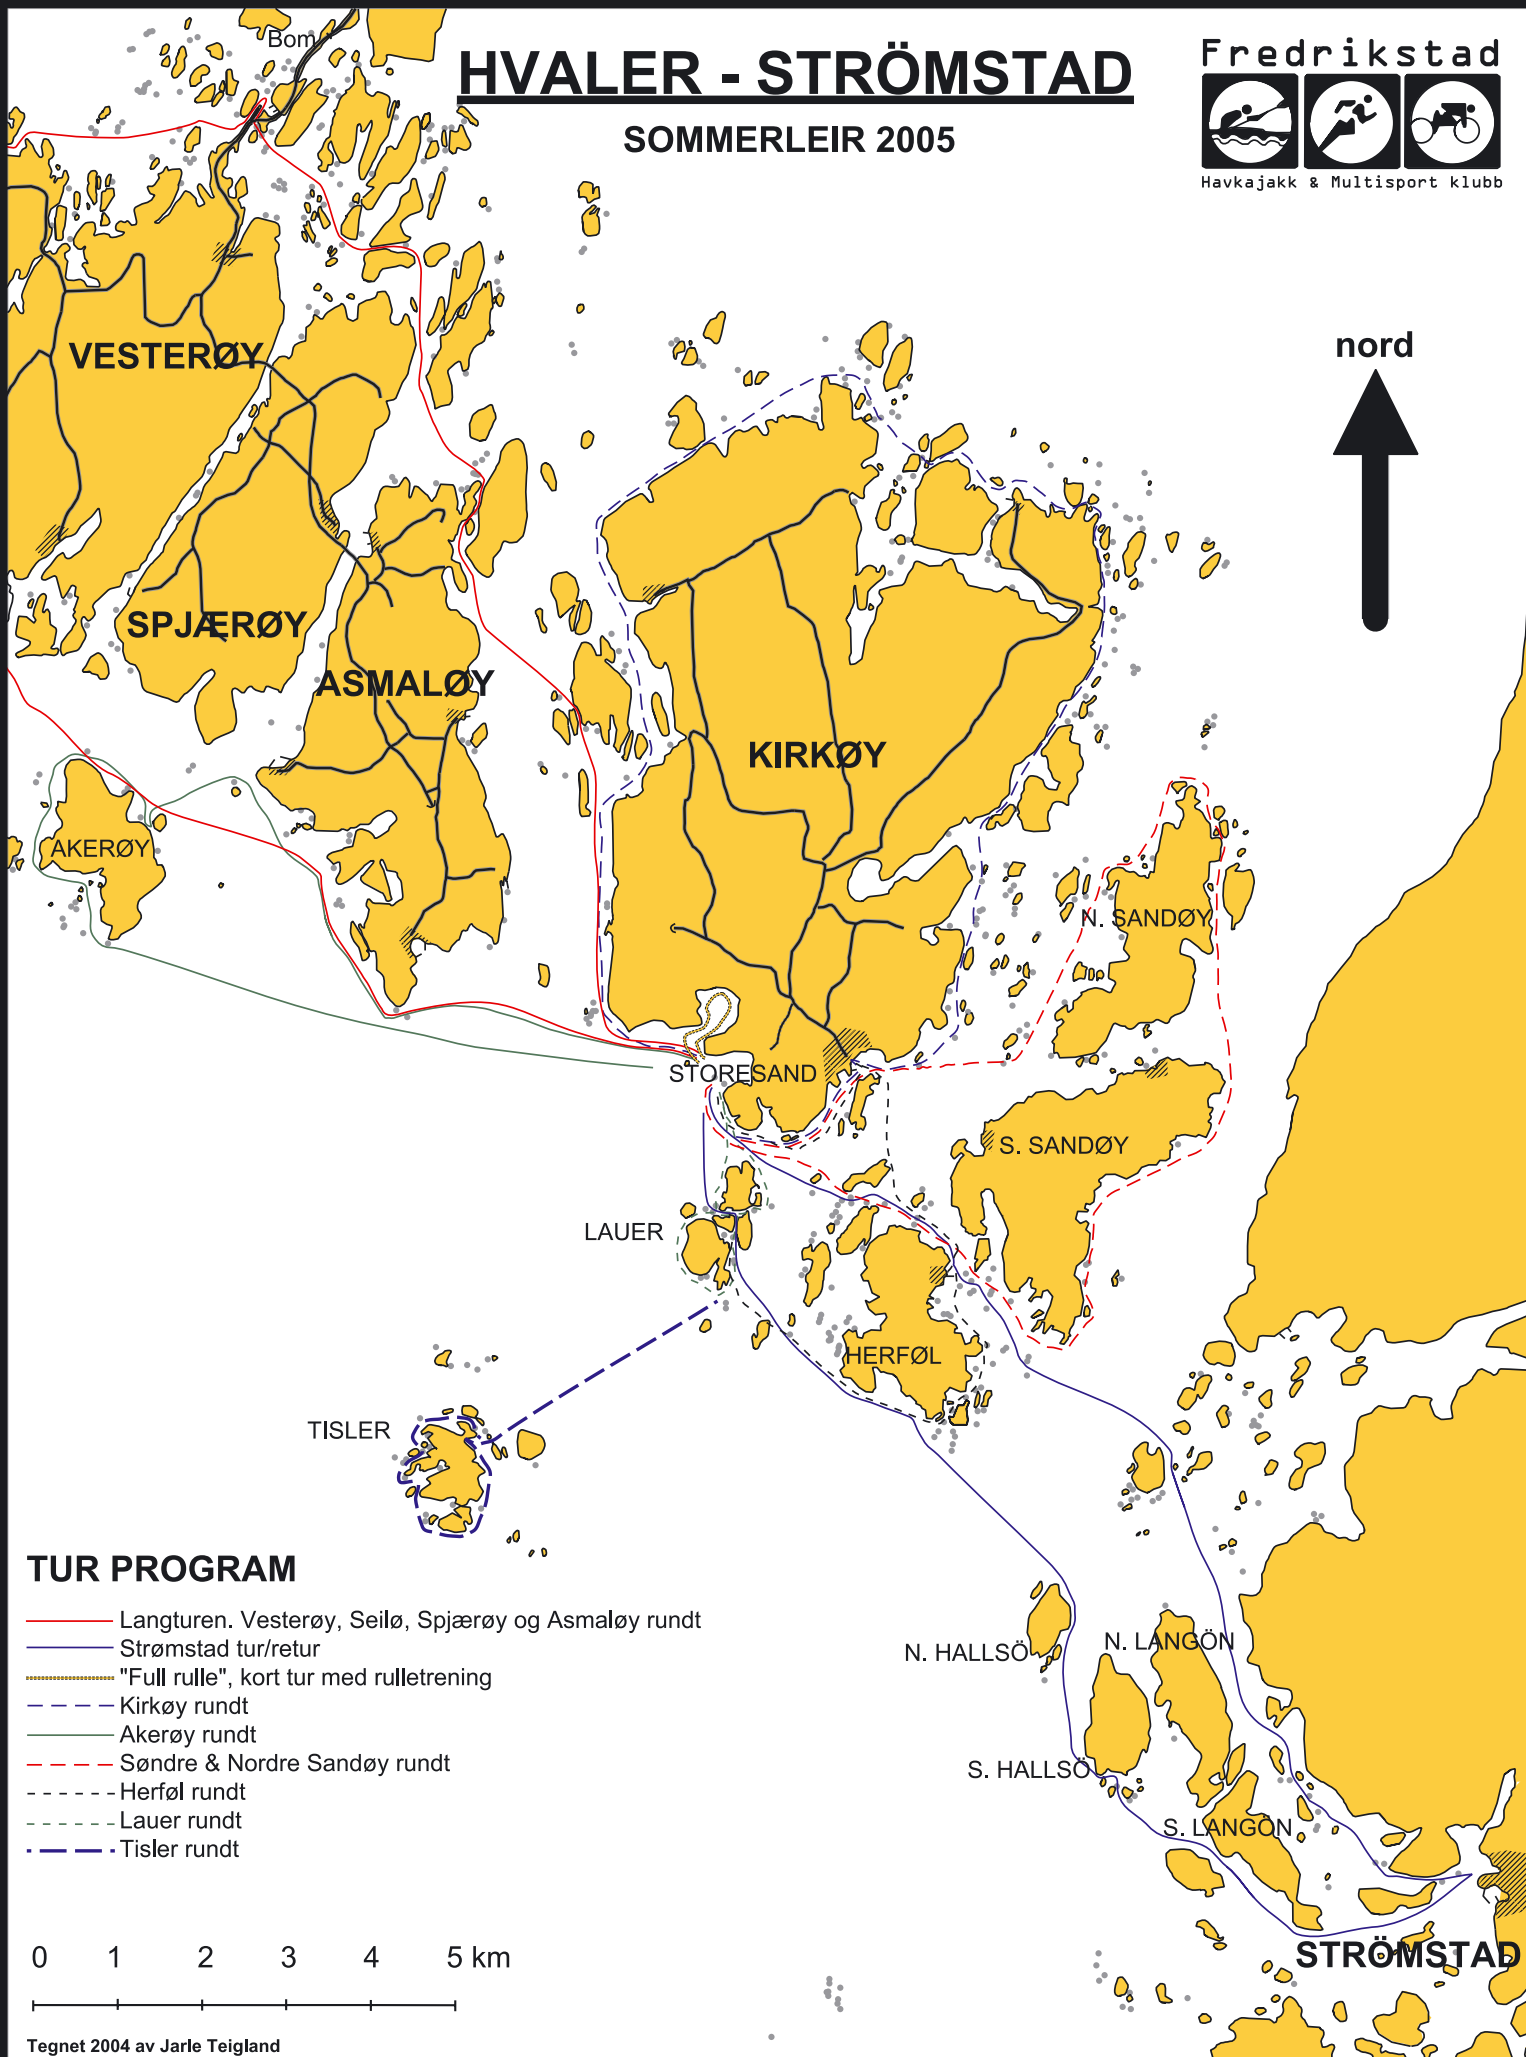 Bom
HVALER - STRÖMSTAD
SOMMERLEIR 2005
Fredrikstad
Havkajakk & Multisport klubb
nord
VESTERØY
SPJÆRØY
ASMALØY
KIRKØY
AKERØY
N. SANDØY
STORESAND
S. SANDØY
LAUER
HERFØL
TISLER
N. HALLSÖ
N. LANGÖN
S. HALLSÖ
S. LANGÖN
STRÖMSTAD
TUR PROGRAM
Langturen. Vesterøy, Seilø, Spjærøy og Asmaløy rundt
Strømstad tur/retur
"Full rulle", kort tur med rulletrening
Kirkøy rundt
Akerøy rundt
Søndre & Nordre Sandøy rundt
Herføl rundt
Lauer rundt
Tisler rundt
0 1 2 3 4 5 km
Tegnet 2004 av Jarle Teigland